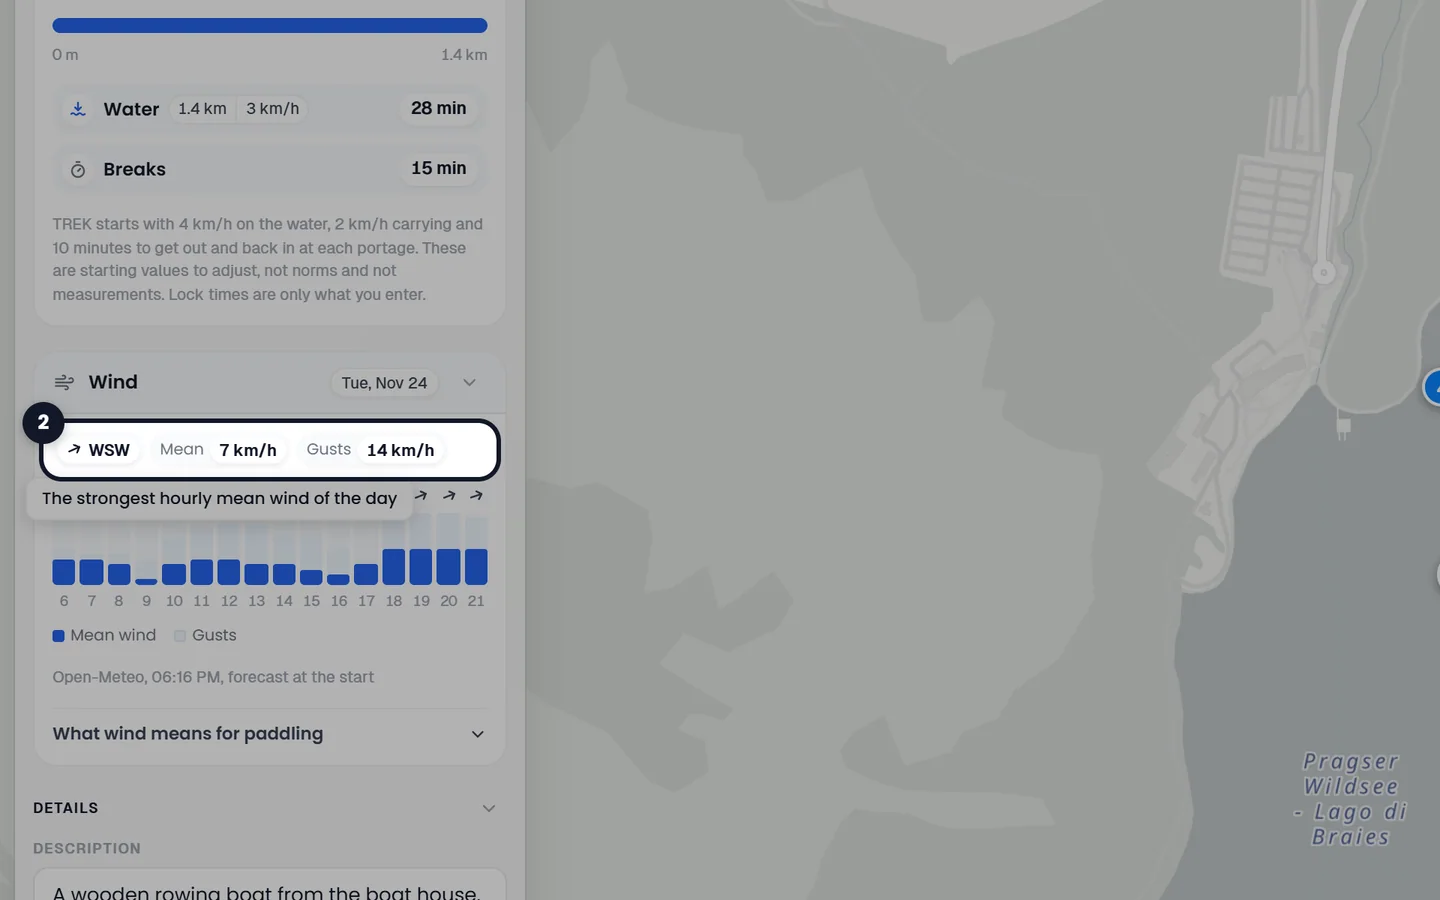 0 m 1.4 km
Water 1.4 km 3 km/h 28 min
Breaks 15 min
TREK starts with 4 km/h on the water, 2 km/h carrying and
10 minutes to get out and back in at each portage. These
are starting values to adjust, not norms and not
measurements. Lock times are only what you enter.
Wind Tue, Nov 24
2
WSW Mean 7 km/h Gusts 14 km/h
The strongest hourly mean wind of the day
6 7 8 9 10 11 12 13 14 15 16 17 18 19 20 21
Mean wind Gusts
Open-Meteo, 06:16 PM, forecast at the start
What wind means for paddling
DETAILS
DESCRIPTION
A wooden rowing boat from the boat house.
Pragser
Wildsee
- Lago di
Braies